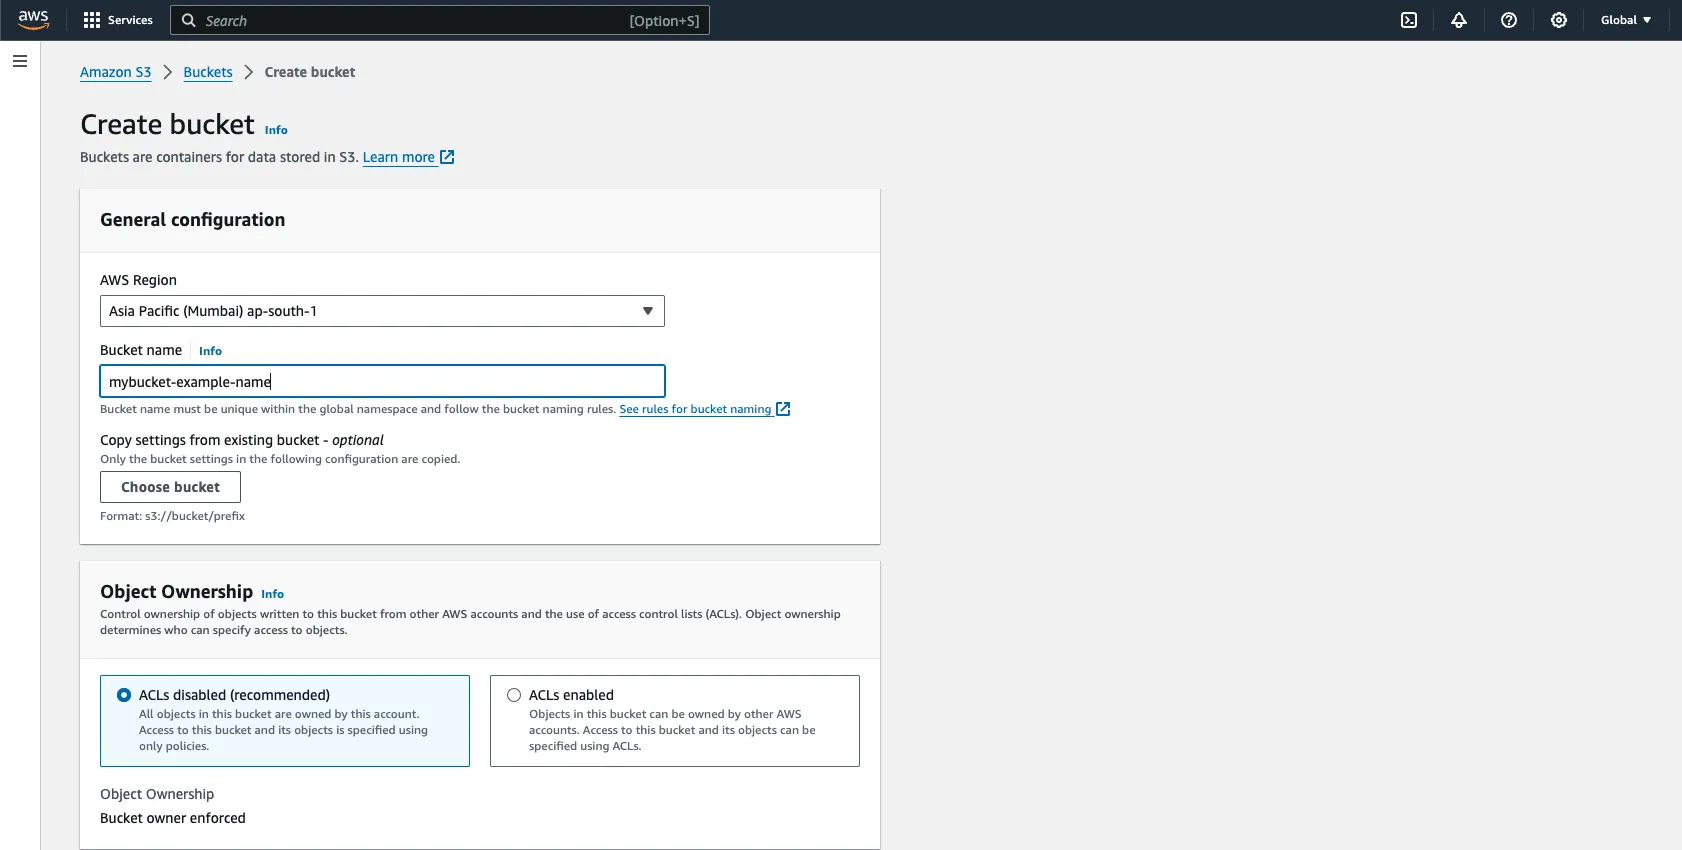 aws Services Search [Option+S] Global
Amazon S3 Buckets Create bucket
Create bucket Info
Buckets are containers for data stored in S3. Learn more
General configuration
AWS Region
Asia Pacific (Mumbai) ap-south-1
Bucket name Info
mybucket-example-name
Bucket name must be unique within the global namespace and follow the bucket naming rules. See rules for bucket naming
Copy settings from existing bucket - optional
Only the bucket settings in the following configuration are copied.
Choose bucket
Format: s3://bucket/prefix
Object Ownership Info
Control ownership of objects written to this bucket from other AWS accounts and the use of access control lists (ACLs). Object ownership
determines who can specify access to objects.
ACLs disabled (recommended)
All objects in this bucket are owned by this account.
Access to this bucket and its objects is specified using
only policies.
ACLs enabled
Objects in this bucket can be owned by other AWS
accounts. Access to this bucket and its objects can be
specified using ACLs.
Object Ownership
Bucket owner enforced